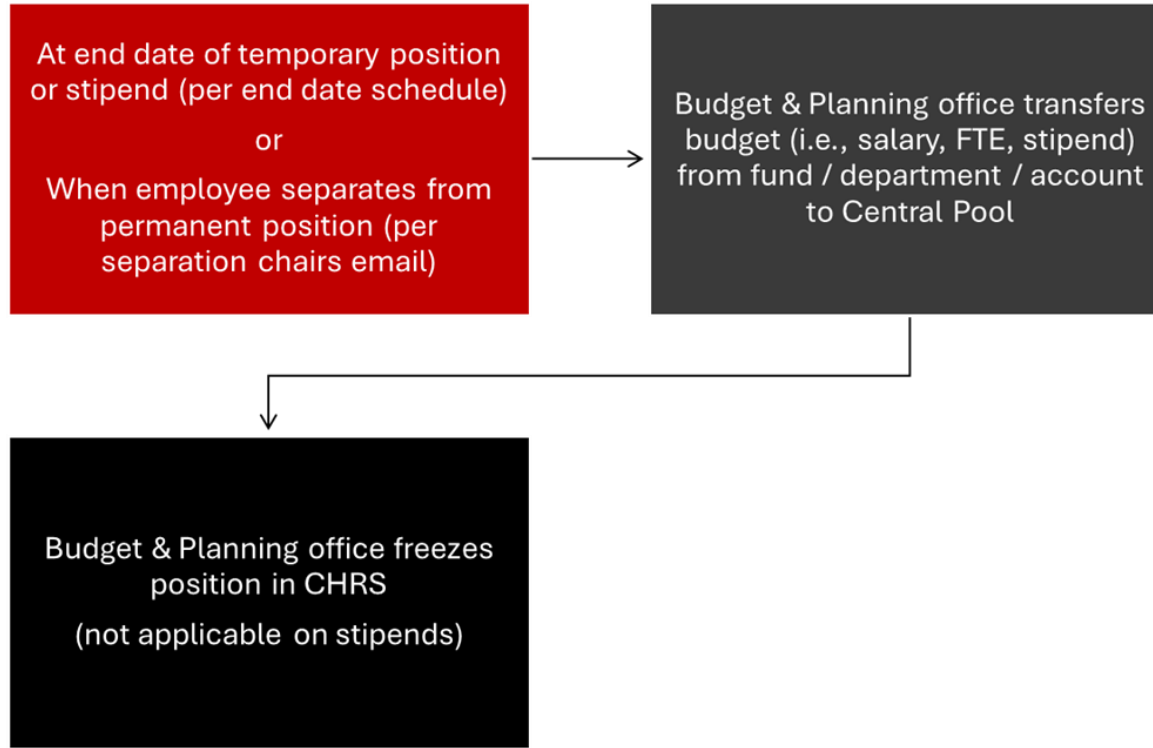 At end date of temporary position
or stipend (per end date schedule)
or
When employee separates from
permanent position (per
separation chairs email)
Budget & Planning office transfers
budget (i.e., salary, FTE, stipend)
from fund / department / account
to Central Pool
Budget & Planning office freezes
position in CHRS
(not applicable on stipends)